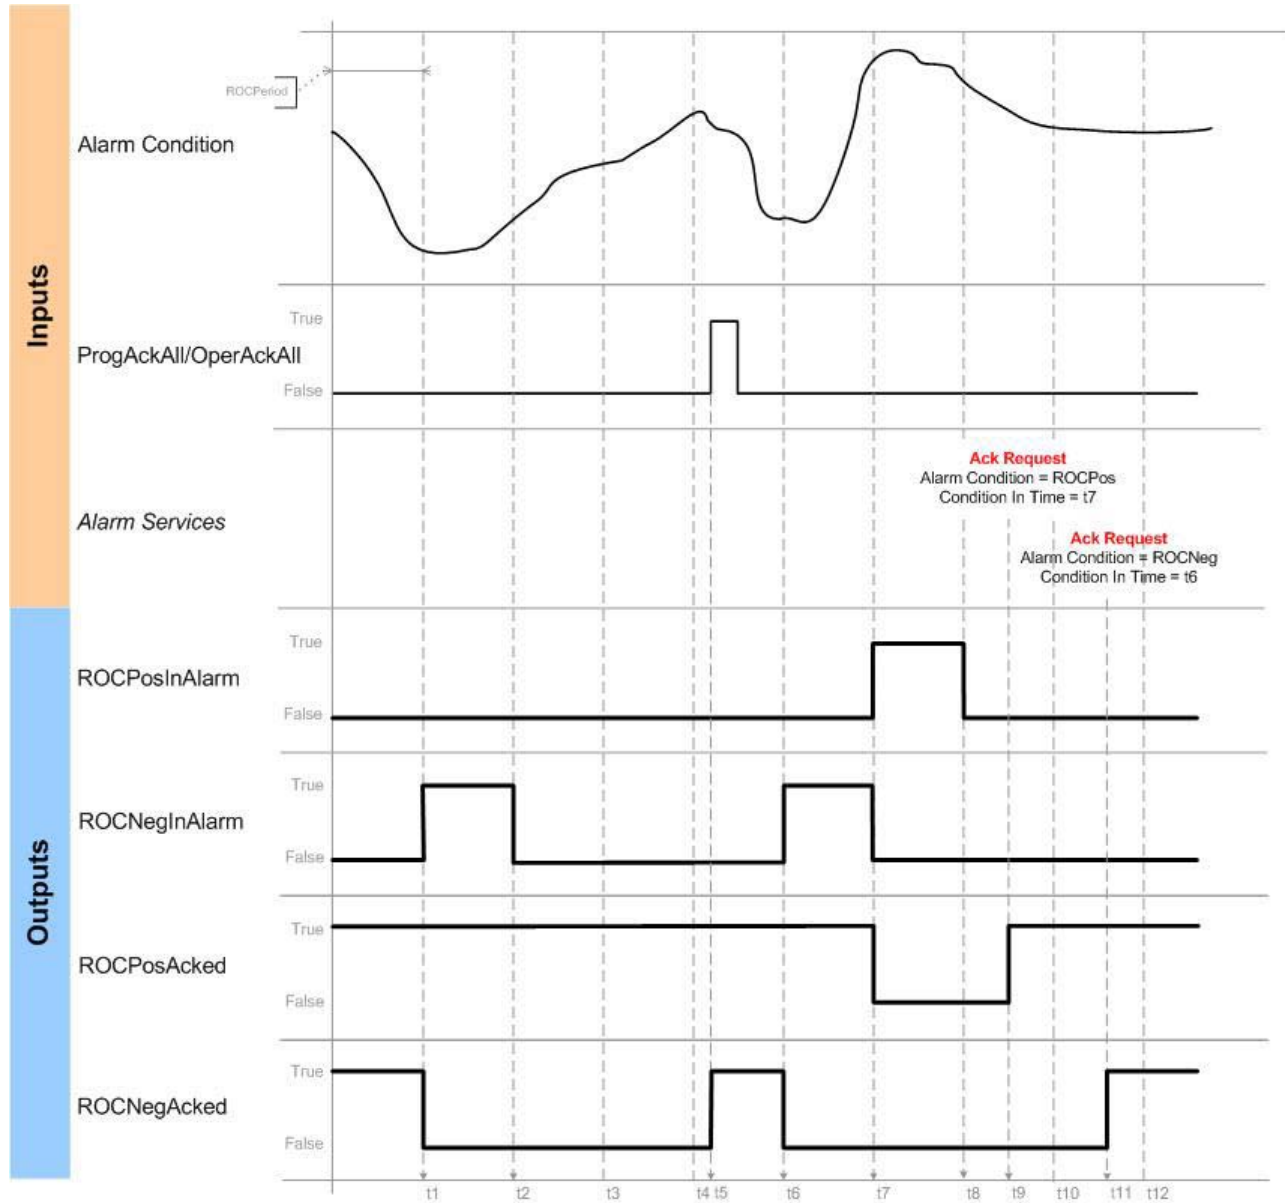 Inputs
ROCPeriod
Alarm Condition
True
ProgAckAll/OperAckAll
False
Ack Request
Alarm Condition = ROCPos
Condition In Time = t7
Alarm Services
Ack Request
Alarm Condition = ROCNeg
Condition In Time = t6
Outputs
True
ROCPosInAlarm
False
True
ROCNegInAlarm
False
True
ROCPosAcked
False
True
ROCNegAcked
False
t1 t2 t3 t4 t5 t6 t7 t8 t9 t10 t11 t12